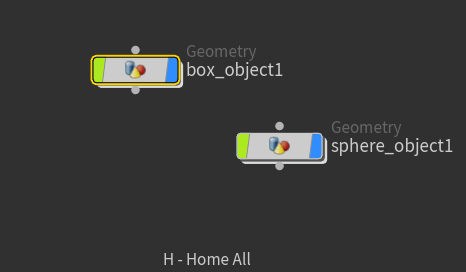 Geometry
box_object1
Geometry
sphere_object1
H - Home All